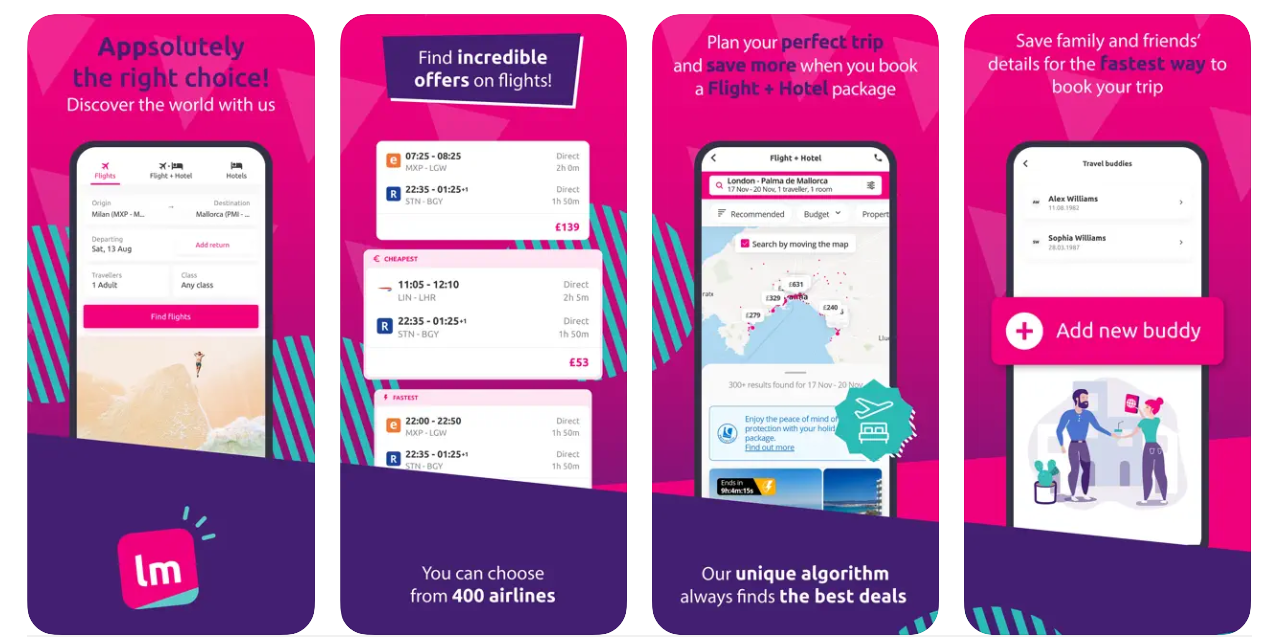 Appsolutely
the right choice!
Discover the world with us
Flights
Flight + Hotel
Hotels
Origin
Destination
Milan (MXP - M...
Mallorca (PMI - ...
Departing
Sat, 13 Aug
Add return
Travellers
1 Adult
Class
Any class
Find flights
lm
Find incredible
offers on flights!
e 07:25 - 08:25 Direct
MXP - LGW 2h 0m
R 22:35 - 01:25+1 Direct
STN - BGY 1h 50m
£139
€ CHEAPEST
11:05 - 12:10 Direct
LIN - LHR 2h 5m
R 22:35 - 01:25+1 Direct
STN - BGY 1h 50m
£53
FASTEST
e 22:00 - 22:50 Direct
MXP - LGW 1h 50m
R 22:35 - 01:25+1 Direct
STN - BGY 1h 50m
You can choose
from 400 airlines
Plan your perfect trip
and save more when you book
a Flight + Hotel package
Flight + Hotel
London - Palma de Mallorca
17 Nov - 20 Nov, 1 traveller, 1 room
Recommended
Budget
Propert
Search by moving the map
£631
£329
£240
£279
300+ results found for 17 Nov - 20 Nov
Enjoy the peace of mind of
protection with your holid
package.
Find out more
Ends in
9h:4m:15s
Our unique algorithm
always finds the best deals
Save family and friends'
details for the fastest way to
book your trip
Travel buddies
AW Alex Williams
11.08.1982
SW Sophia Williams
28.03.1987
Add new buddy